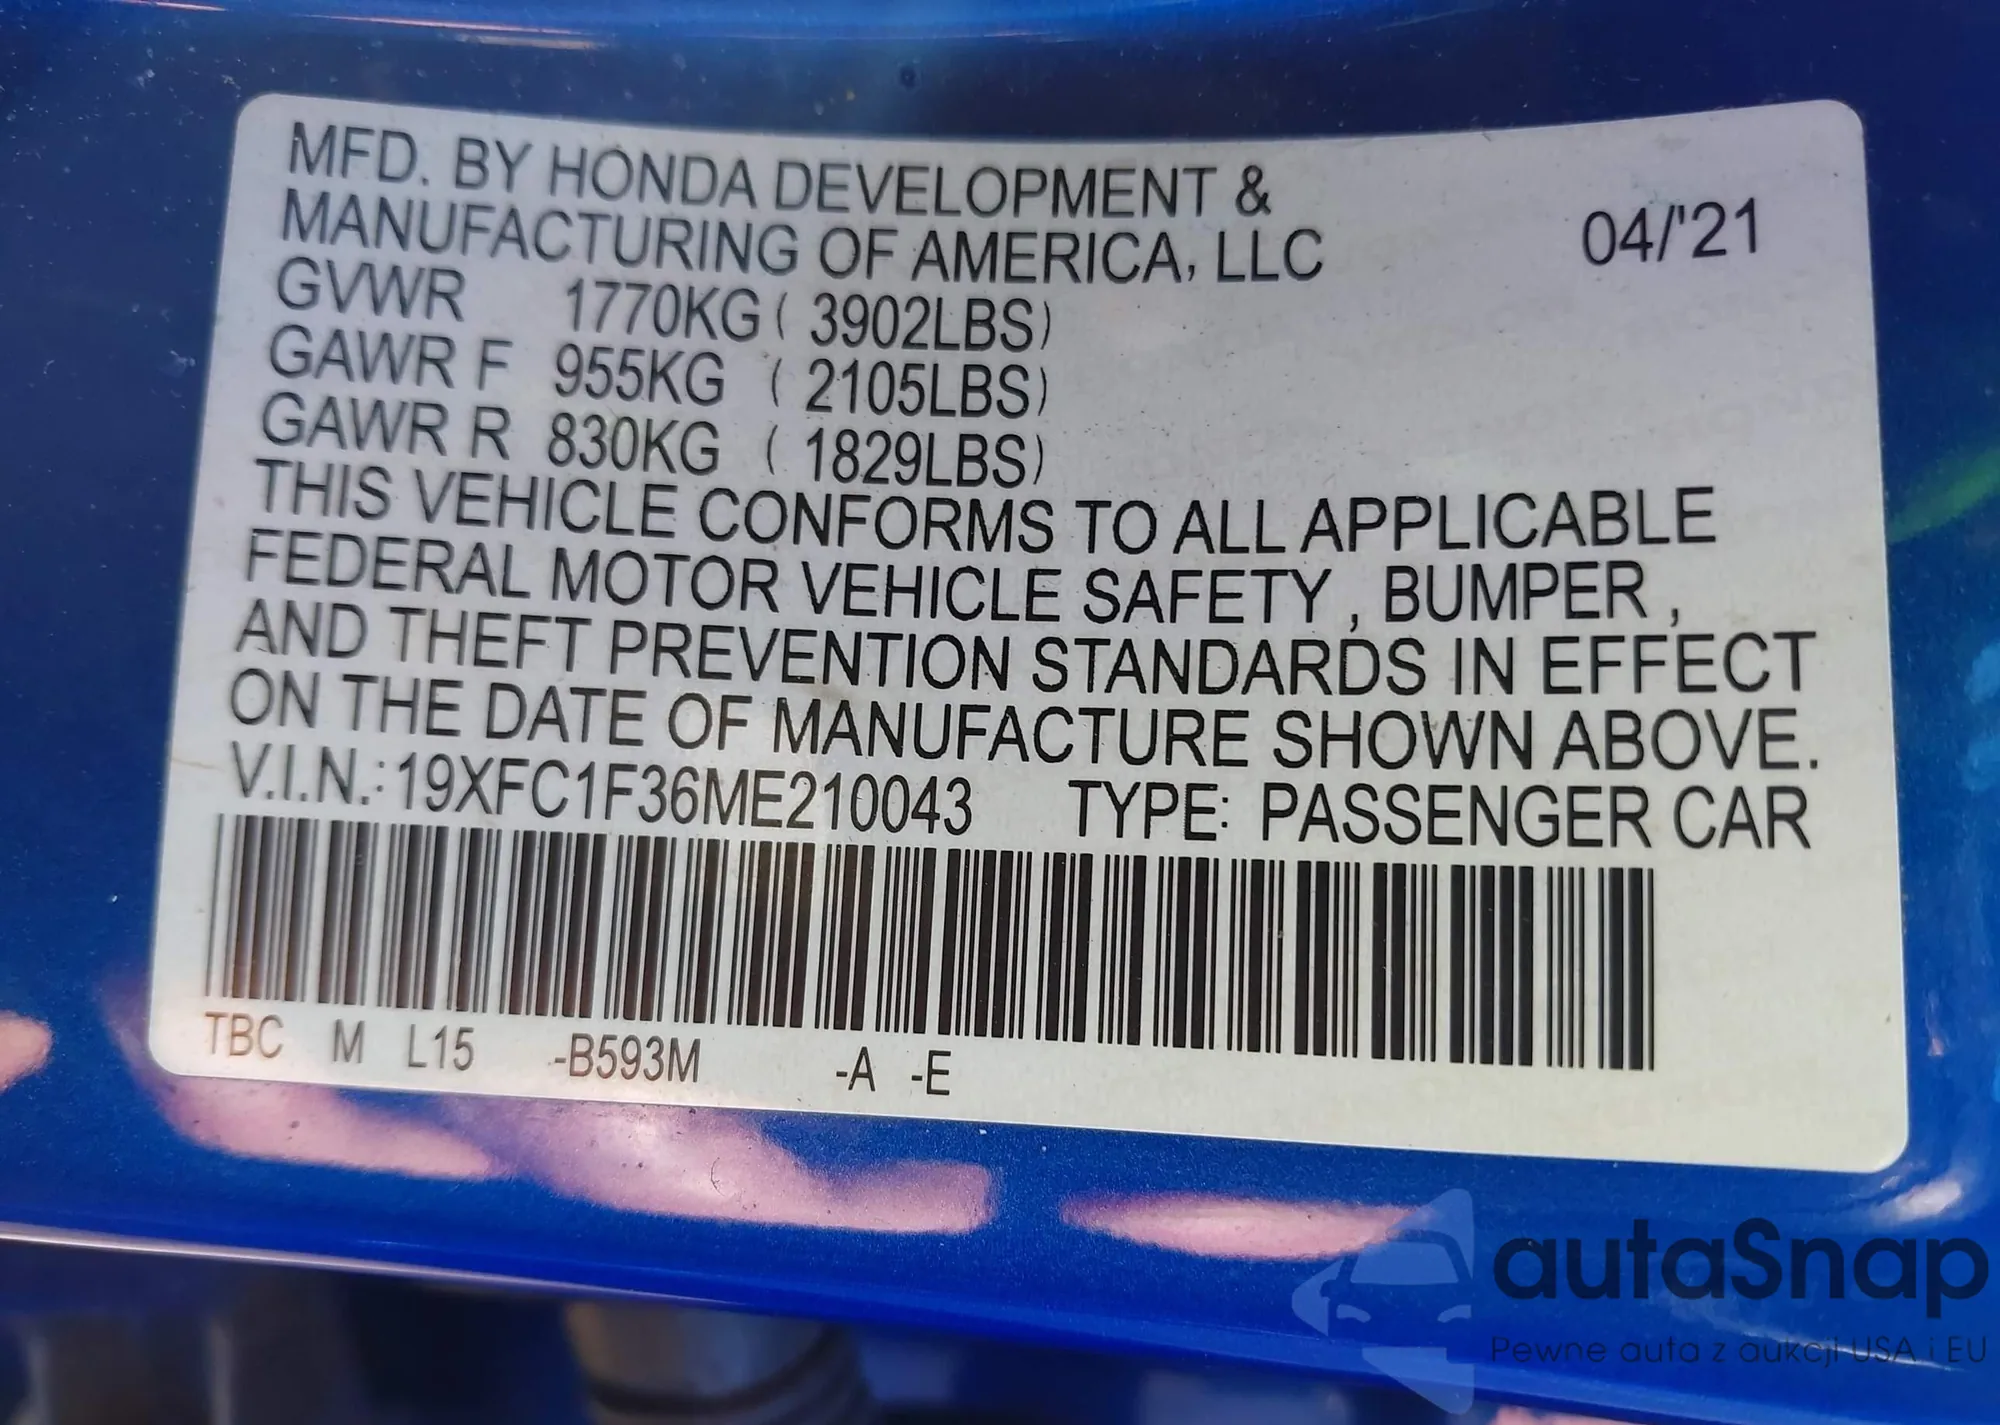 MFD. BY HONDA DEVELOPMENT &
MANUFACTURING OF AMERICA, LLC 04/'21
GVWR 1770KG ( 3902LBS)
GAWR F 955KG ( 2105LBS)
GAWR R 830KG ( 1829LBS)
THIS VEHICLE CONFORMS TO ALL APPLICABLE
FEDERAL MOTOR VEHICLE SAFETY , BUMPER ,
AND THEFT PREVENTION STANDARDS IN EFFECT
ON THE DATE OF MANUFACTURE SHOWN ABOVE.
V.I.N.: 19XFC1F36ME210043 TYPE: PASSENGER CAR
TBC M L15 -B593M -A -E
autaSnap
Pewne auta z aukcji USA i EU